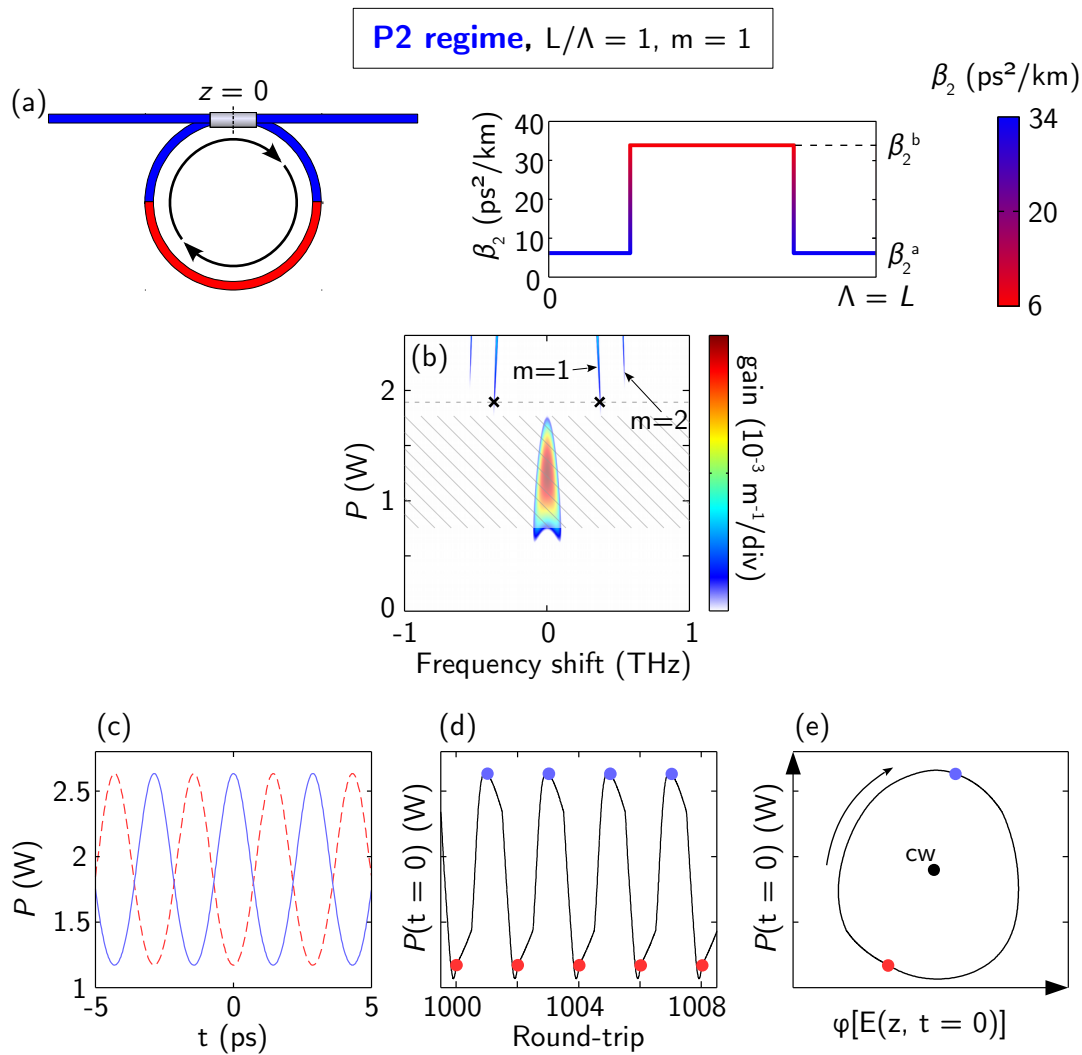 P2 regime, L/Λ = 1, m = 1
(a)
z = 0
β₂ (ps²/km)
40
30
20
10
0
0
Λ = L
β₂ᵇ
β₂ᵃ
β₂ (ps²/km)
34
20
6
(b)
P (W)
2
1
0
-1
0
1
Frequency shift (THz)
m=1
m=2
gain (10⁻³ m⁻¹/div)
(c)
P (W)
2.5
2
1.5
1
-5
0
5
t (ps)
(d)
P(t = 0) (W)
1000
1004
1008
Round-trip
(e)
P(t = 0) (W)
cw
φ[E(z, t = 0)]